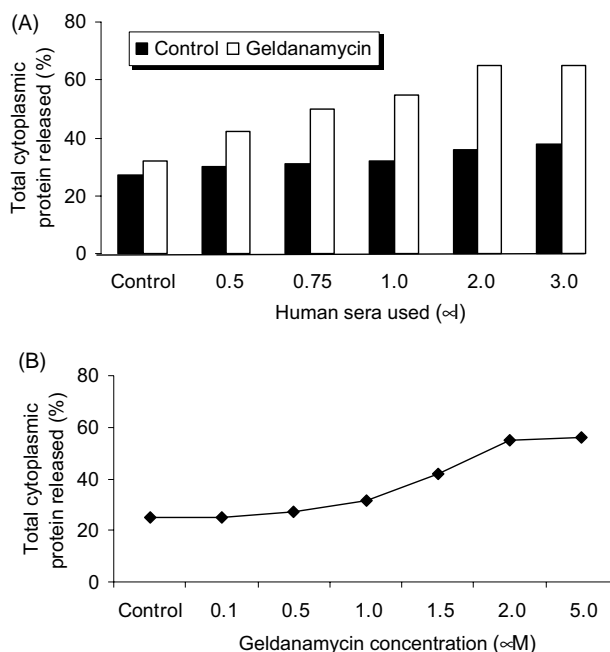 (A)
Total cytoplasmic
protein released (%)
80
60
40
20
0
Control Geldanamycin
Control 0.5 0.75 1.0 2.0 3.0
Human sera used (∝l)
(B)
Total cytoplasmic
protein released (%)
80
60
40
20
0
Control 0.1 0.5 1.0 1.5 2.0 5.0
Geldanamycin concentration (∝M)